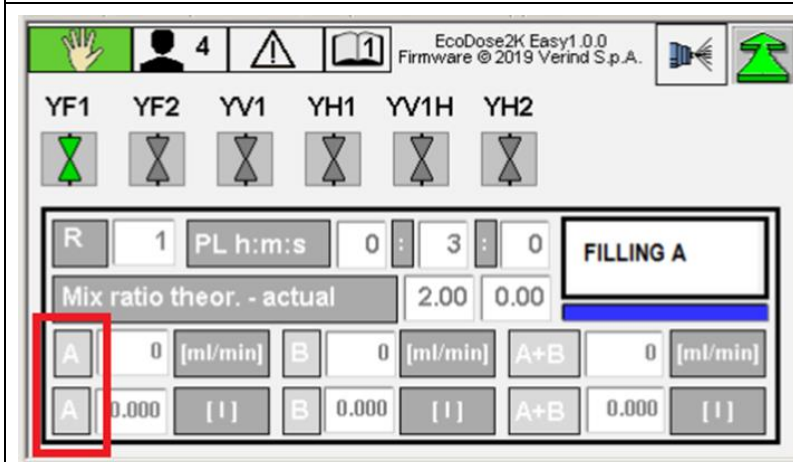 4 1 EcoDose2K Easy1.0.0
Firmware © 2019 Verind S.p.A.
YF1 YF2 YV1 YH1 YV1H YH2
R 1 PL h:m:s 0 : 3 : 0 FILLING A
Mix ratio theor. - actual 2.00 0.00
A 0 [ml/min] B 0 [ml/min] A+B 0 [ml/min]
A 0.000 [l] B 0.000 [l] A+B 0.000 [l]